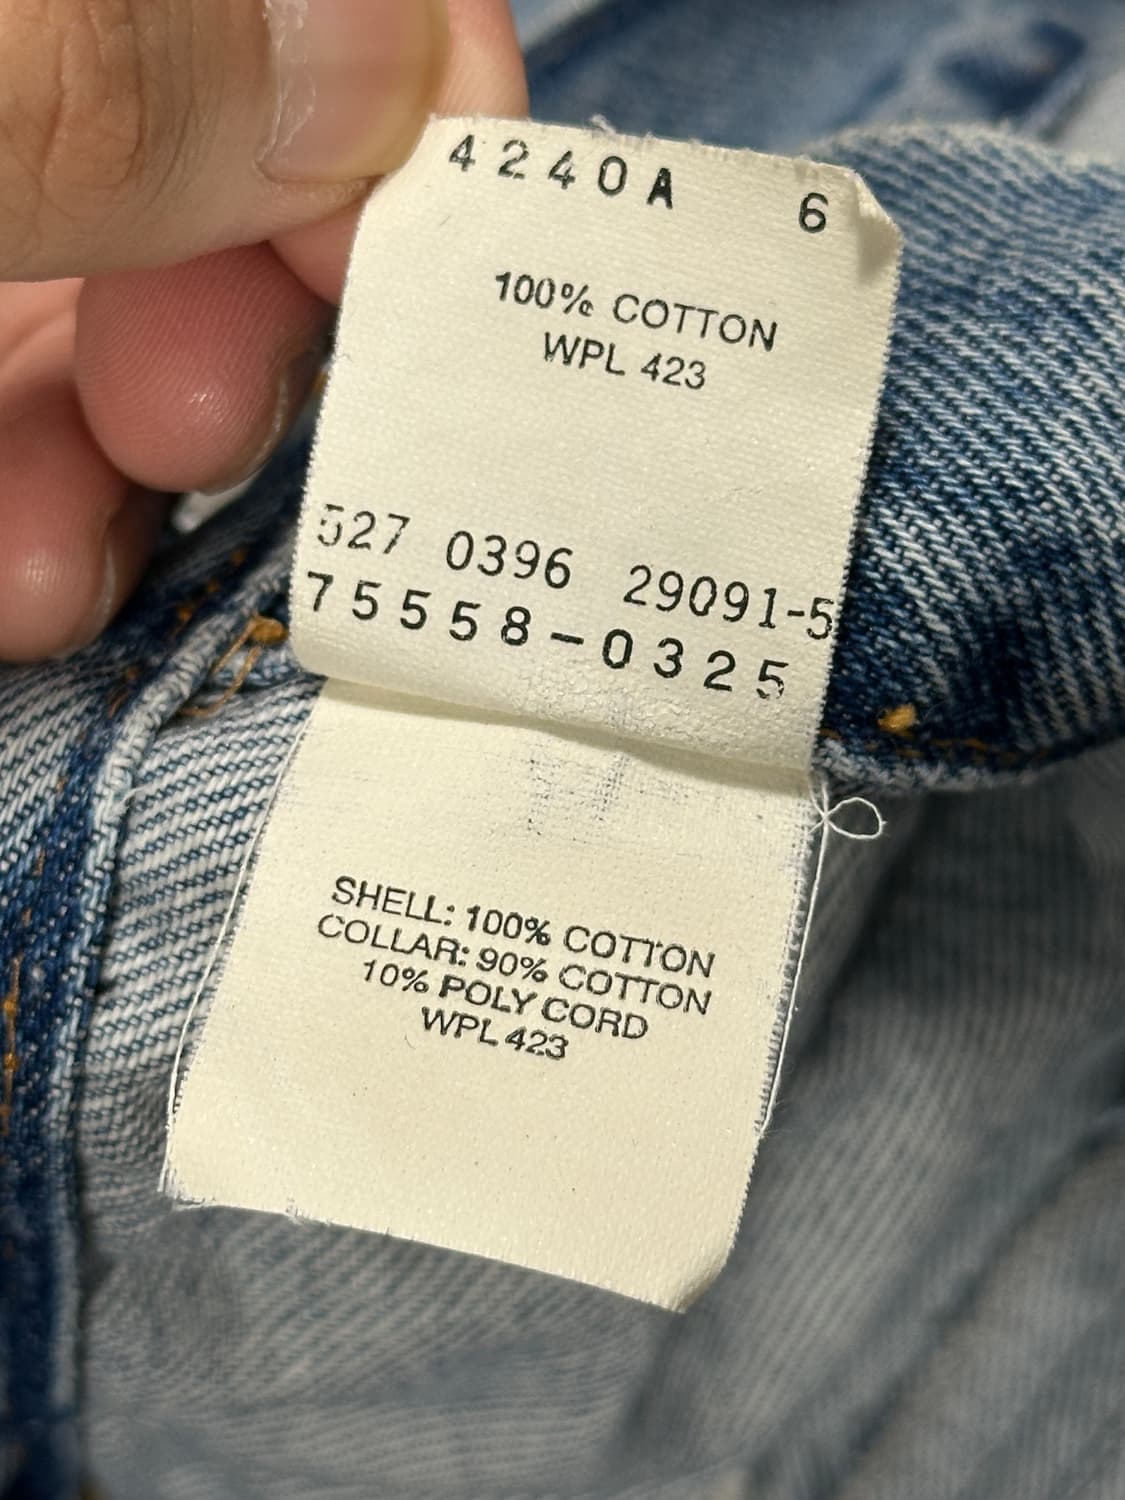 4240A 6
100% COTTON
WPL 423
527 0396 29091-5
75558-0325
SHELL: 100% COTTON
COLLAR: 90% COTTON
10% POLY CORD
WPL 423